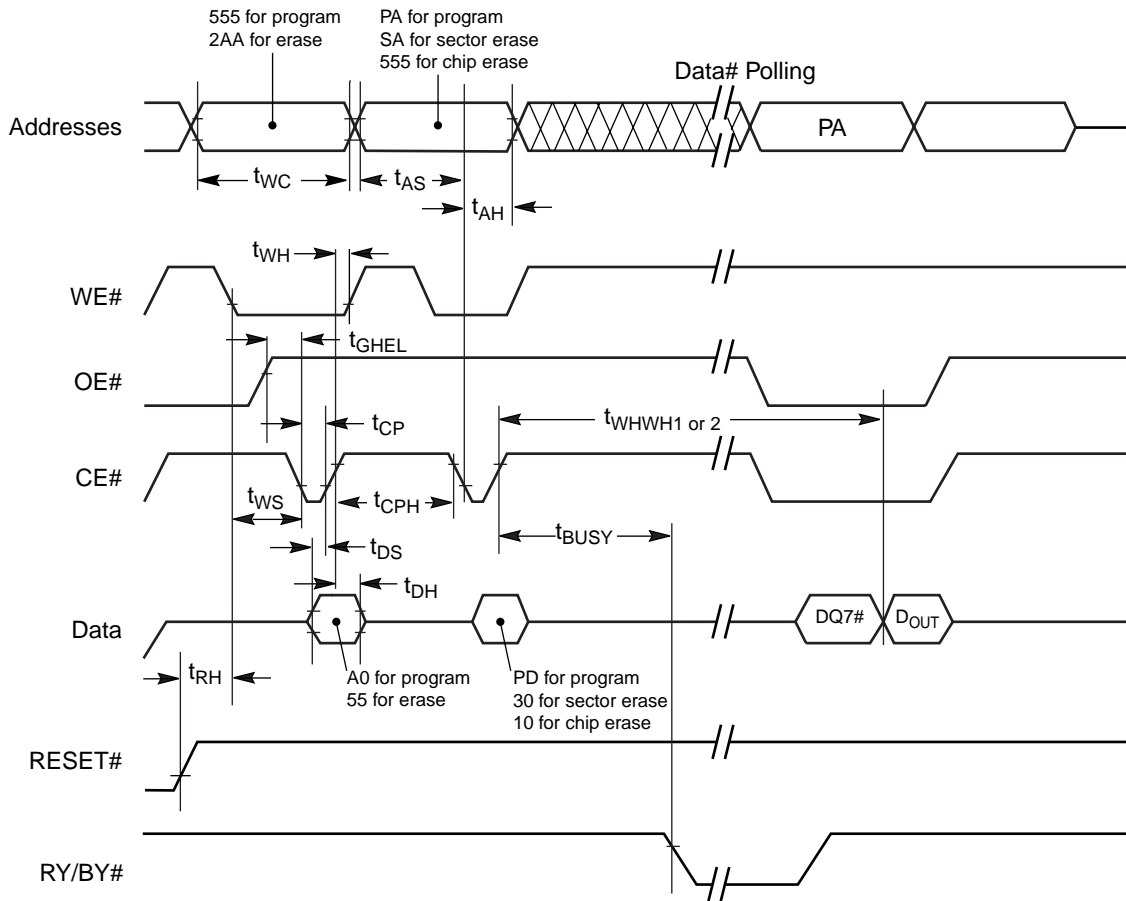 555 for program
2AA for erase
PA for program
SA for sector erase
555 for chip erase
Data# Polling
Addresses
PA
tWC
tAS
tAH
tWH
WE#
tGHEL
OE#
tWHWH1 or 2
tCP
CE#
tWS
tCPH
tBUSY
tDS
tDH
Data
DQ7#
DOUT
tRH
A0 for program
55 for erase
PD for program
30 for sector erase
10 for chip erase
RESET#
RY/BY#